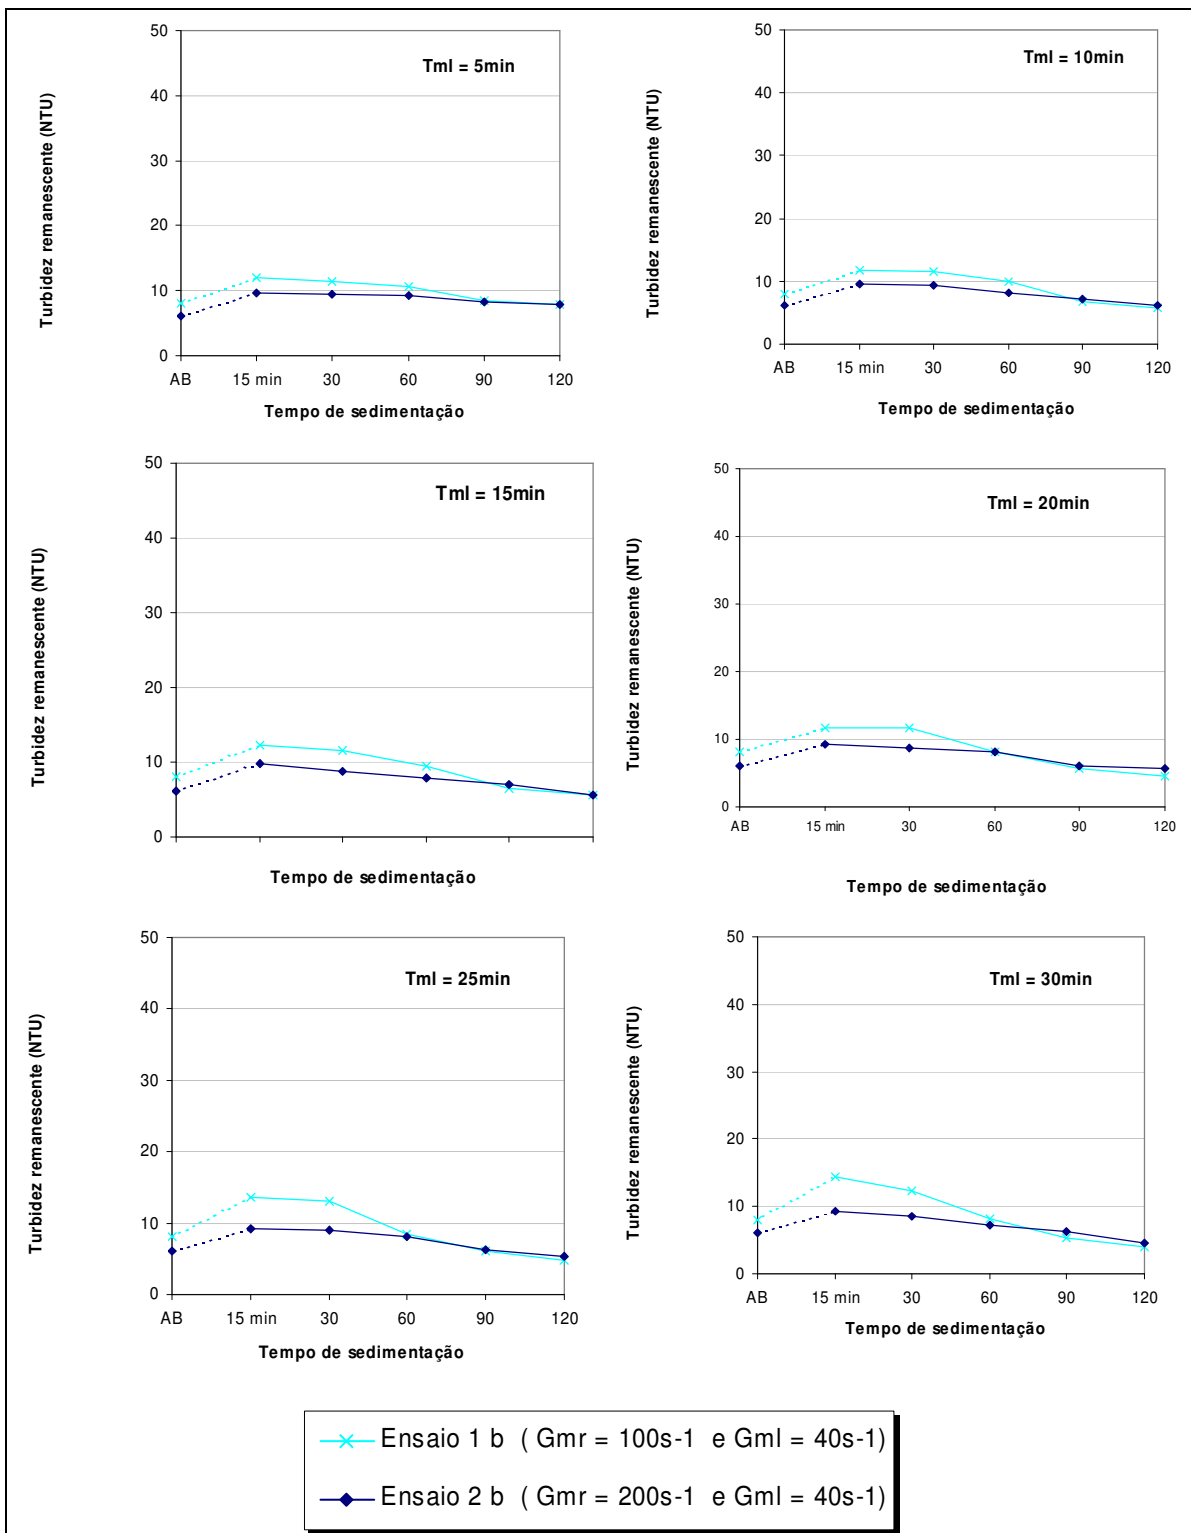 Tml = 5min
Turbidez remanescente (NTU)
50
40
30
20
10
0
AB 15 min 30 60 90 120
Tempo de sedimentação
Tml = 10min
Turbidez remanescente (NTU)
50
40
30
20
10
0
AB 15 min 30 60 90 120
Tempo de sedimentação
Tml = 15min
Turbidez remanescente (NTU)
50
40
30
20
10
0
Tempo de sedimentação
Tml = 20min
Turbidez remanescente (NTU)
50
40
30
20
10
0
AB 15 min 30 60 90 120
Tempo de sedimentação
Tml = 25min
Turbidez remanescente (NTU)
50
40
30
20
10
0
AB 15 min 30 60 90 120
Tempo de sedimentação
Tml = 30min
Turbidez remanescente (NTU)
50
40
30
20
10
0
AB 15 min 30 60 90 120
Tempo de sedimentação
Ensaio 1 b ( Gmr = 100s-1 e Gml = 40s-1)
Ensaio 2 b ( Gmr = 200s-1 e Gml = 40s-1)